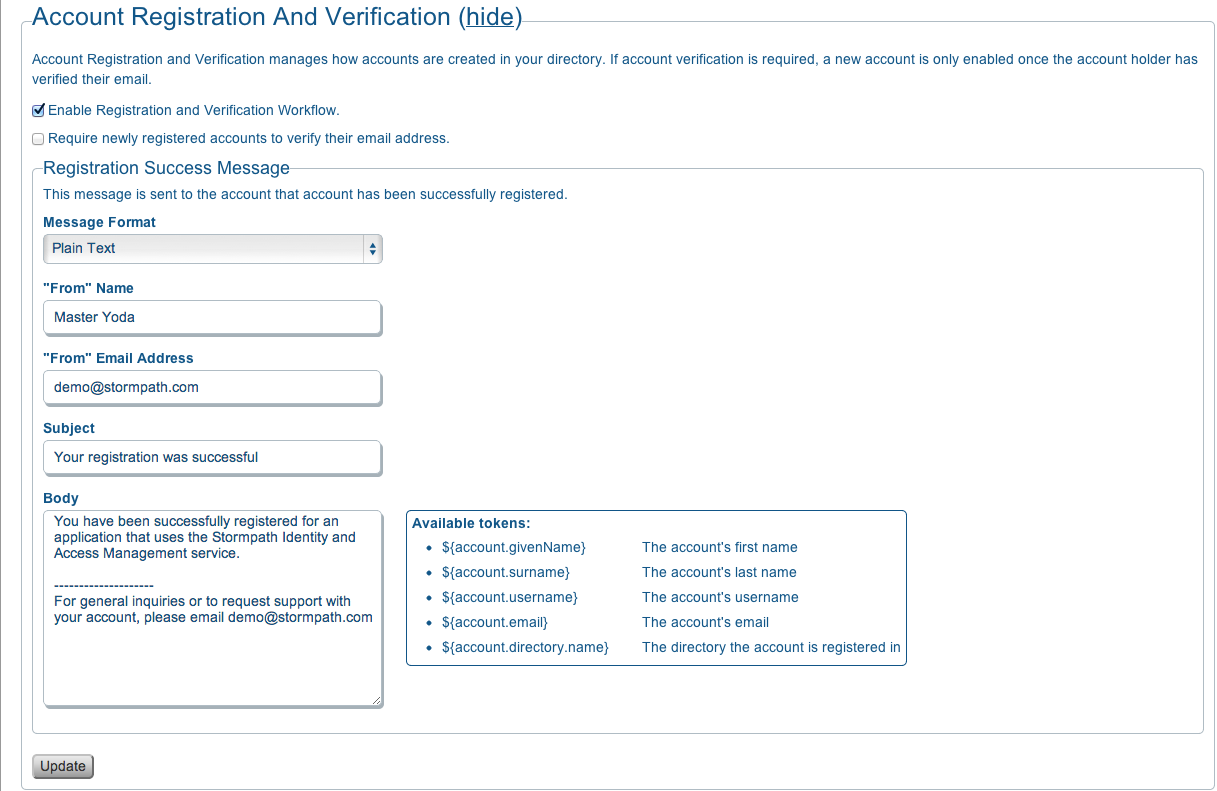 Account Registration And Verification (hide)
Account Registration and Verification manages how accounts are created in your directory. If account verification is required, a new account is only enabled once the account holder has
verified their email.
Enable Registration and Verification Workflow.
Require newly registered accounts to verify their email address.
Registration Success Message
This message is sent to the account that account has been successfully registered.
Message Format
Plain Text
"From" Name
Master Yoda
"From" Email Address
demo@stormpath.com
Subject
Your registration was successful
Body
You have been successfully registered for an
application that uses the Stormpath Identity and
Access Management service.
--------------------
For general inquiries or to request support with
your account, please email demo@stormpath.com
Available tokens:
• ${account.givenName} The account's first name
• ${account.surname} The account's last name
• ${account.username} The account's username
• ${account.email} The account's email
• ${account.directory.name} The directory the account is registered in
Update